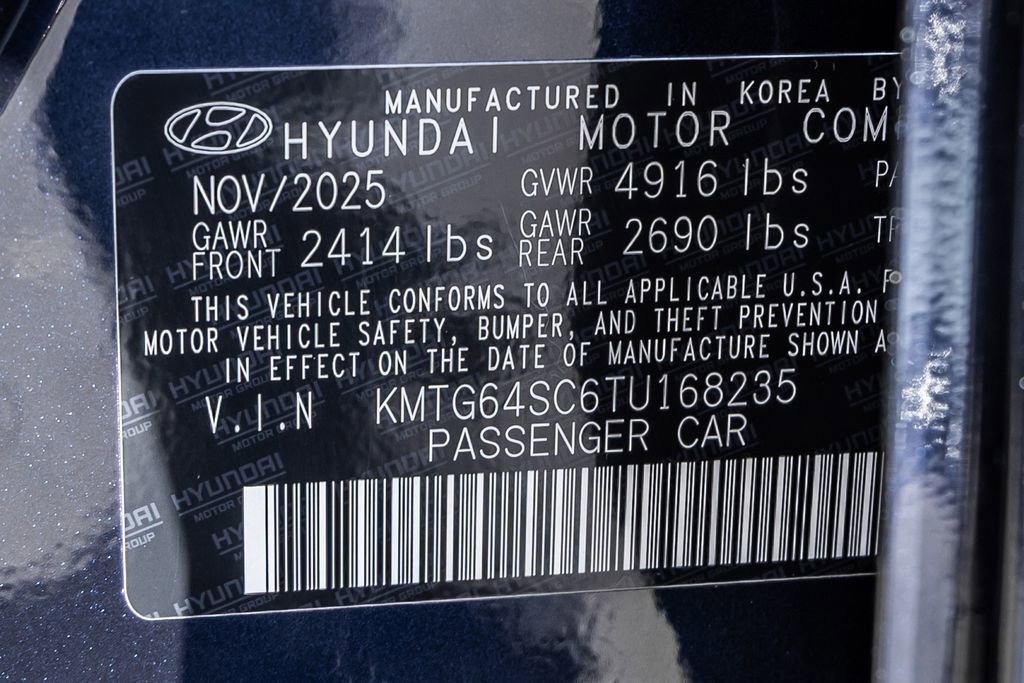 MANUFACTURED IN KOREA BY
HYUNDAI MOTOR COM
NOV/2025 GVWR 4916 lbs
GAWR FRONT 2414 lbs GAWR REAR 2690 lbs
THIS VEHICLE CONFORMS TO ALL APPLICABLE U.S.A.
MOTOR VEHICLE SAFETY, BUMPER, AND THEFT PREVENTION
IN EFFECT ON THE DATE OF MANUFACTURE SHOWN
V.I.N KMTG64SC6TU168235
PASSENGER CAR